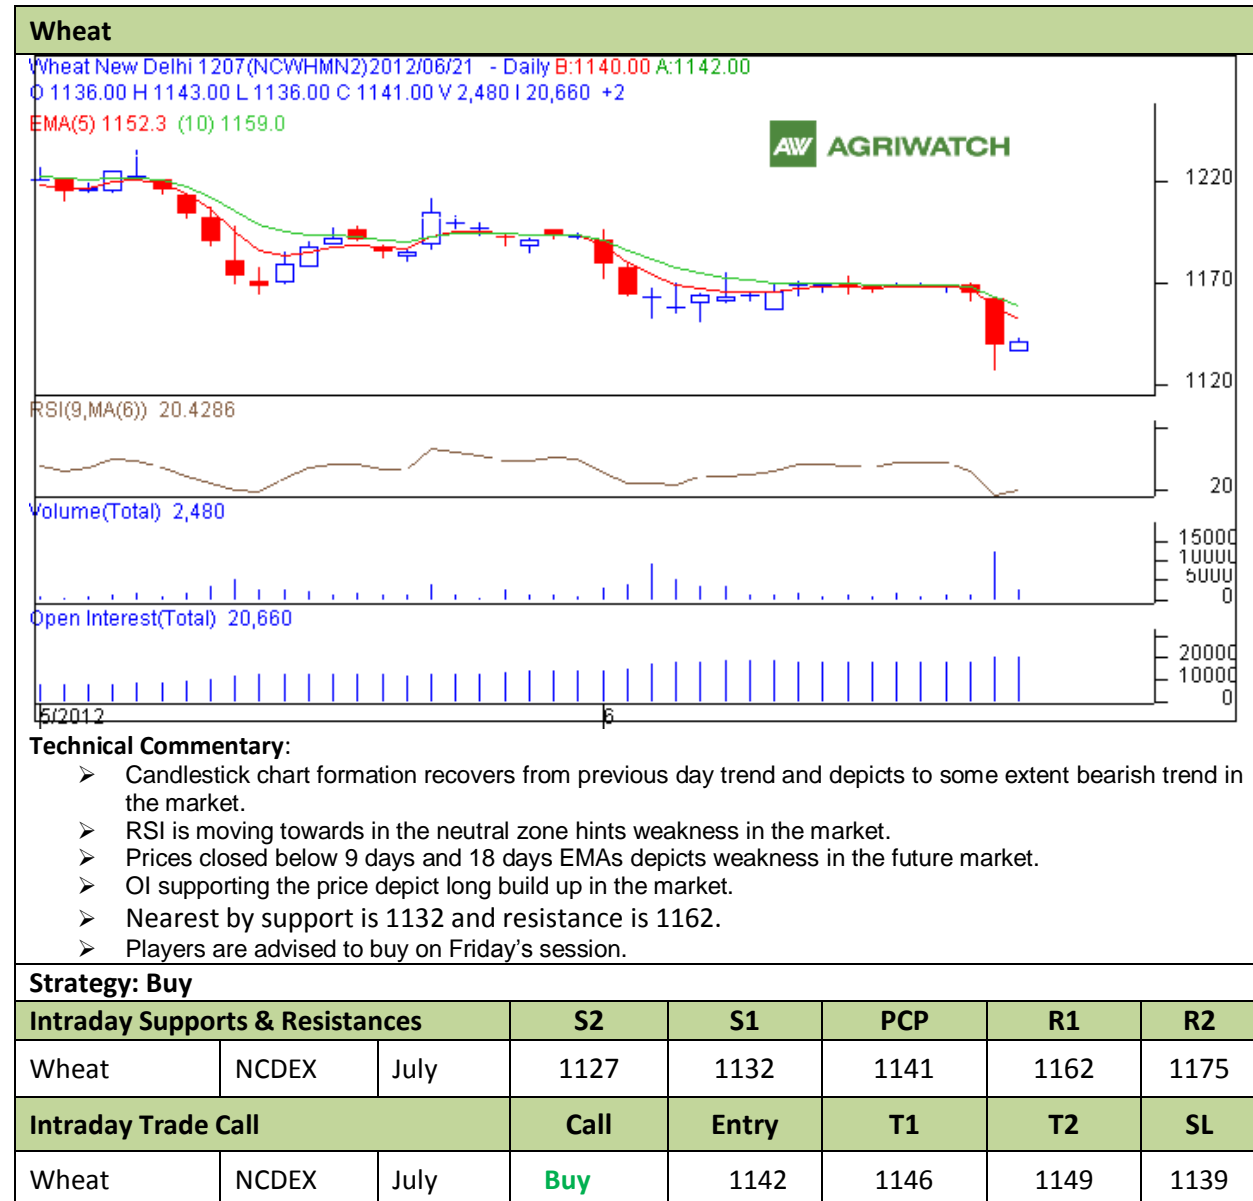 Wheat
Wheat New Delhi 1207(NCWHMN2)2012/06/21 - Daily B:1140.00 A:1142.00
O 1136.00 H 1143.00 L 1136.00 C 1141.00 V 2,480 I 20,660 +2
EMA(5) 1152.3 (10) 1159.0
AW AGRIWATCH
1220
1170
1120
RSI(9,MA(6)) 20.4286
20
Volume(Total) 2,480
15000
10000
5000
0
Open Interest(Total) 20,660
20000
10000
0
5/2012 6
Technical Commentary:
➢ Candlestick chart formation recovers from previous day trend and depicts to some extent bearish trend in
the market.
➢ RSI is moving towards in the neutral zone hints weakness in the market.
➢ Prices closed below 9 days and 18 days EMAs depicts weakness in the future market.
➢ OI supporting the price depict long build up in the market.
➢ Nearest by support is 1132 and resistance is 1162.
➢ Players are advised to buy on Friday's session.
Strategy: Buy
Intraday Supports & Resistances S2 S1 PCP R1 R2
Wheat NCDEX July 1127 1132 1141 1162 1175
Intraday Trade Call Call Entry T1 T2 SL
Wheat NCDEX July Buy 1142 1146 1149 1139